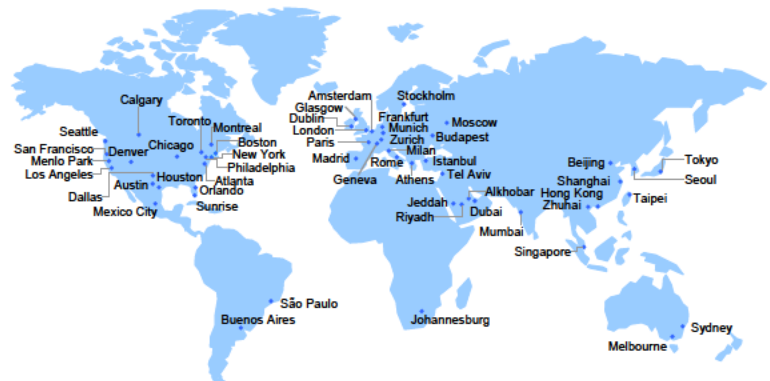 Calgary
Toronto
Montreal
Seattle
Boston
San Francisco
Denver
Chicago
New York
Menlo Park
Philadelphia
Los Angeles
Houston
Atlanta
Dallas
Austin
Orlando
Mexico City
Sunrise
São Paulo
Buenos Aires
Amsterdam
Stockholm
Glasgow
Dublin
Frankfurt
London
Munich
Moscow
Paris
Zurich
Budapest
Madrid
Milan
Rome
Istanbul
Geneva
Athens
Tel Aviv
Jeddah
Alkhobar
Riyadh
Dubai
Mumbai
Johannesburg
Beijing
Tokyo
Shanghai
Seoul
Hong Kong
Zhuhai
Taipei
Singapore
Sydney
Melbourne